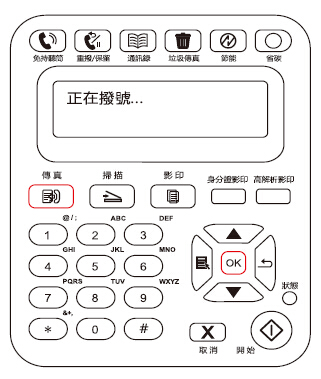 免持聽筒 重撥/保留 通訊錄 垃圾傳真 節能 省碳
正在撥號...
傳真 掃描 影印 身分證影印 高解析影印
@/; ABC DEF
1 2 3
GHI JKL MNO
4 5 6
OK
PQRS TUV WXYZ
7 8 9
狀態
&+,
* 0 #
X
取消 開始